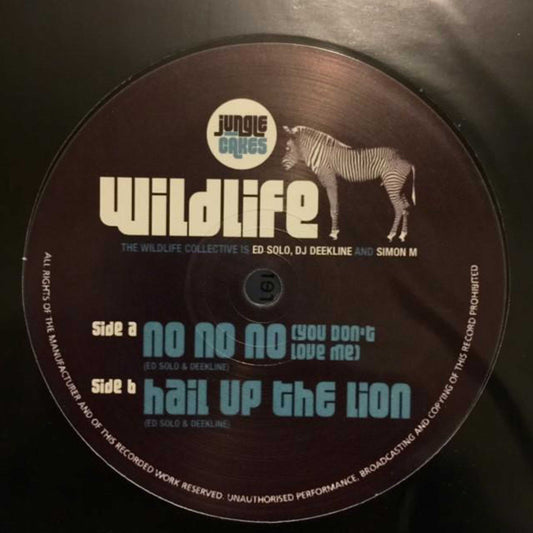 JUNGLE
CAKES
Wildlife
THE WILDLIFE COLLECTIVE IS ED SOLO, DJ DEEKLINE AND SIMON M
Side a
no no no (you don't
love me)
(ED SOLO & DEEKLINE)
Side b
hail up the lion
(ED SOLO & DEEKLINE)
ALL RIGHTS OF THE MANUFACTURER AND OF THIS RECORDED WORK RESERVED. UNAUTHORISED PERFORMANCE, BROADCASTING AND COPYING OF THIS RECORD PROHIBITED